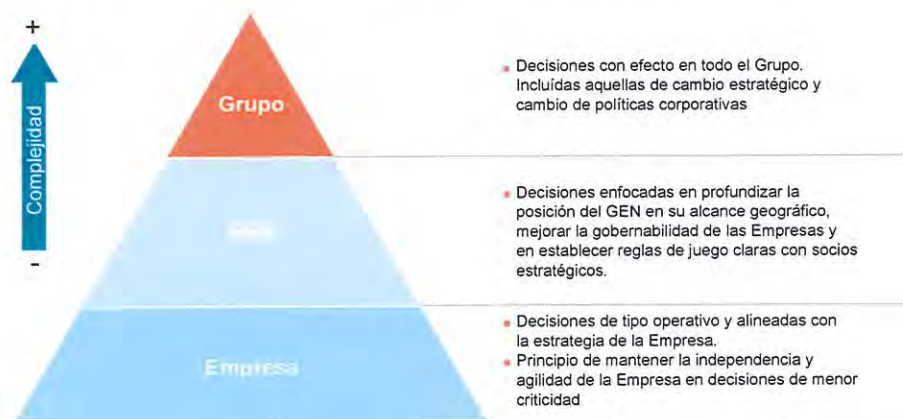 +
Complejidad
-
Grupo
Decisiones con efecto en todo el Grupo.
Incluídas aquellas de cambio estratégico y
cambio de políticas corporativas
Decisiones enfocadas en profundizar la
posición del GEN en su alcance geográfico,
mejorar la gobernabilidad de las Empresas y
en establecer reglas de juego claras con socios
estratégicos.
Empresa
Decisiones de tipo operativo y alineadas con
la estrategia de la Empresa.
Principio de mantener la independencia y
agilidad de la Empresa en decisiones de menor
criticidad